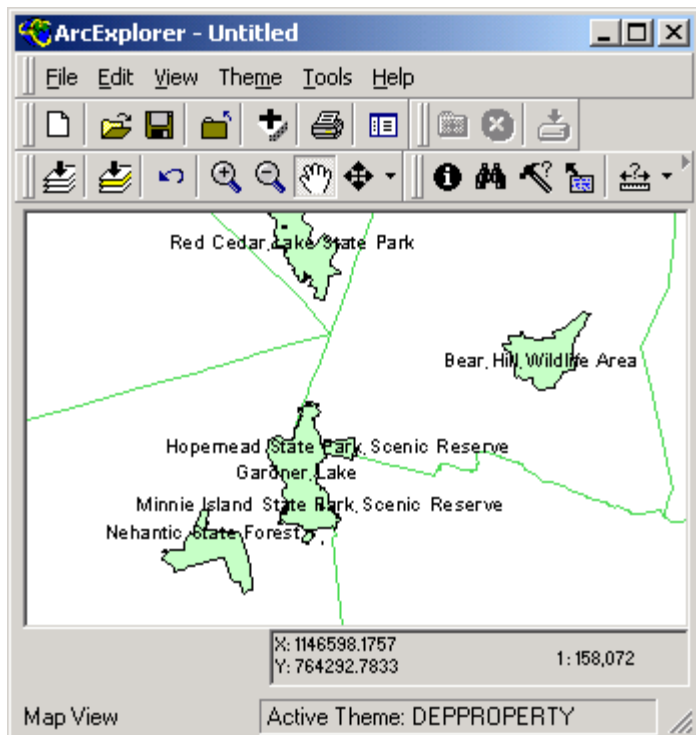 ArcExplorer - Untitled
File Edit View Theme Tools Help
Red Cedar Lake State Park
Bear Hill Wildlife Area
Hopemead State Park Scenic Reserve
Gardner Lake
Minnie Island State Park Scenic Reserve
Nehantic State Forest
X: 1146598.1757
Y: 764292.7833
1: 158,072
Map View
Active Theme: DEPPROPERTY